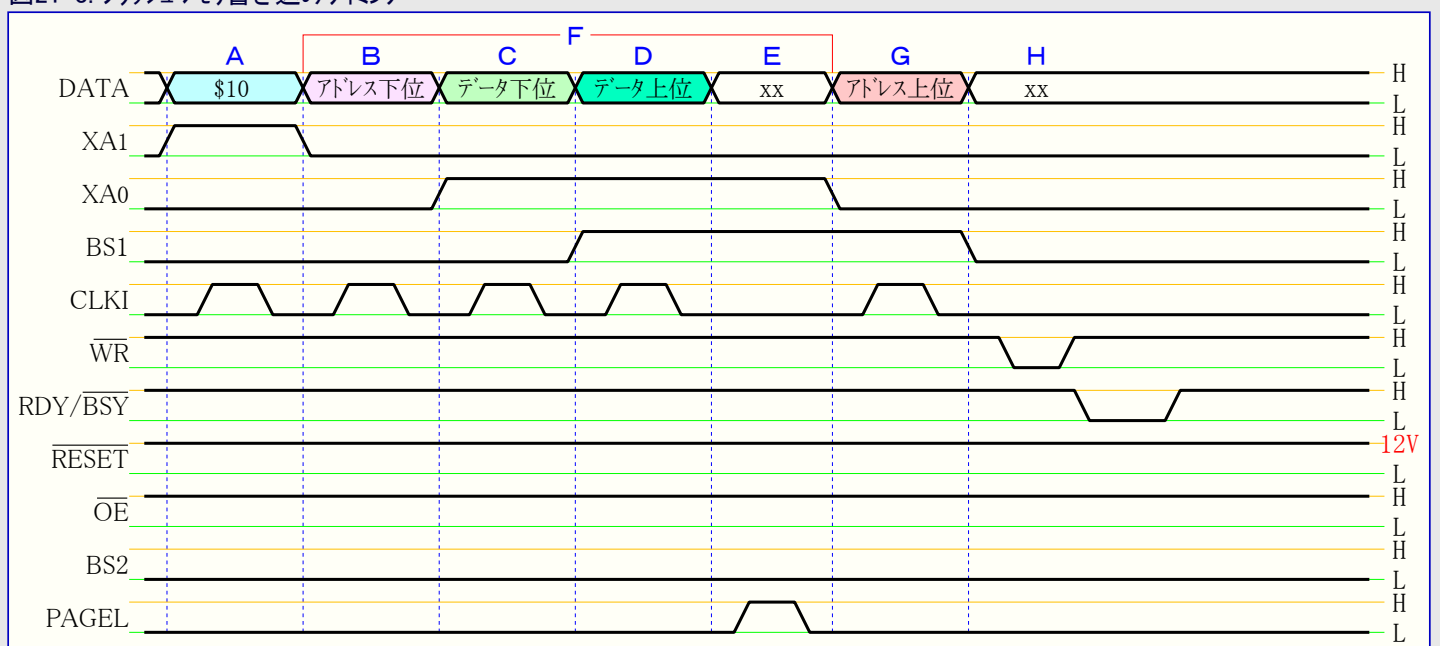 F
A B C D E G H
DATA $10 アドレス下位 データ下位 データ上位 xx アドレス上位 xx H
L
XA1 H
L
XA0 H
L
BS1 H
L
CLKI H
L
WR H
L
RDY/BSY H
L
RESET 12V
L
OE H
L
BS2 H
L
PAGEL H
L